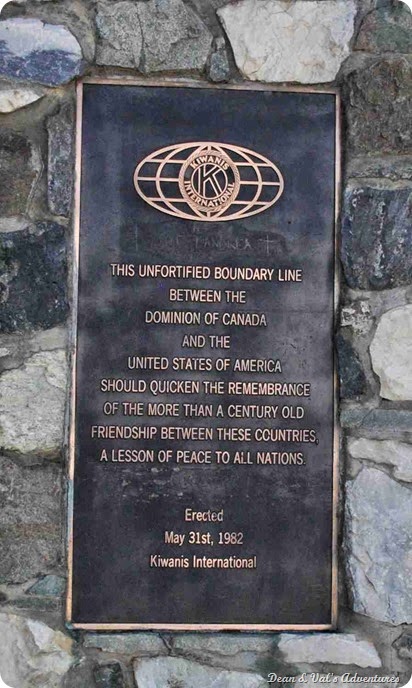 KIWANIS
K
INTERNATIONAL
THIS UNFORTIFIED BOUNDARY LINE
BETWEEN THE
DOMINION OF CANADA
AND THE
UNITED STATES OF AMERICA
SHOULD QUICKEN THE REMEMBRANCE
OF THE MORE THAN A CENTURY OLD
FRIENDSHIP BETWEEN THESE COUNTRIES,
A LESSON OF PEACE TO ALL NATIONS.
Erected
May 31st, 1982
Kiwanis International
Dean & Val's Adventures